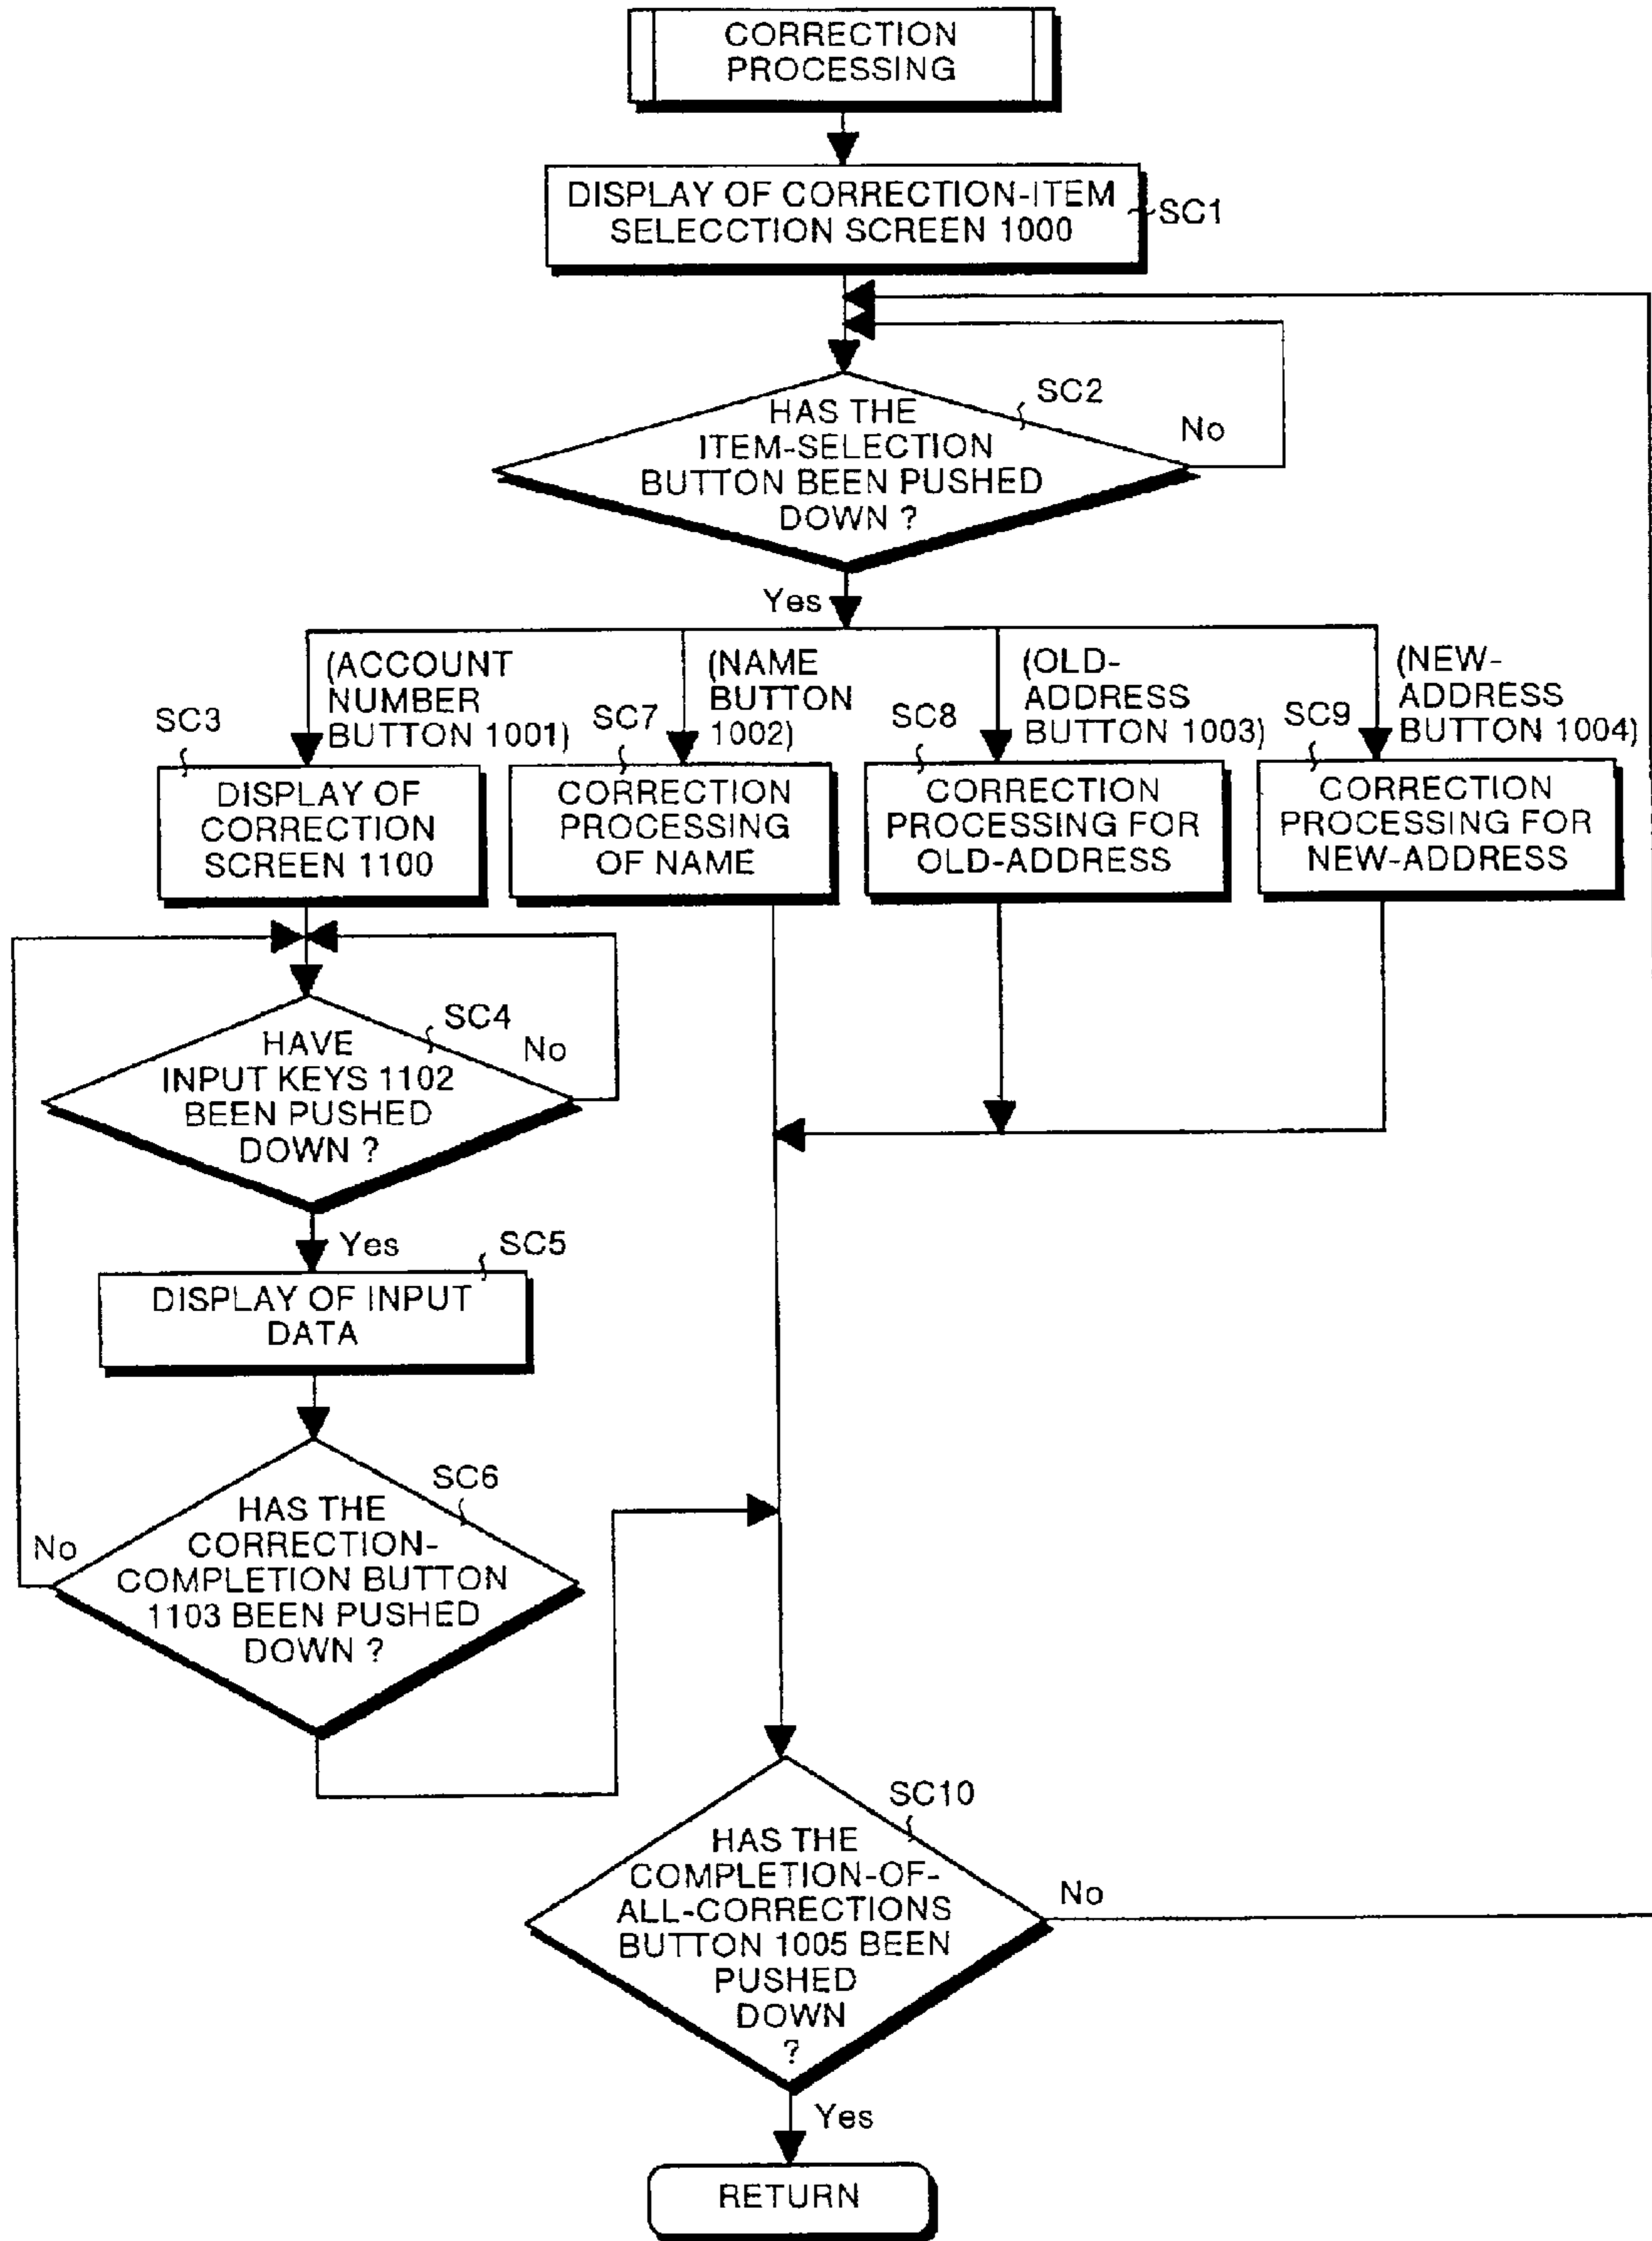 CORRECTION
PROCESSING
DISPLAY OF CORRECTION-ITEM
SELECCTION SCREEN 1000
SC1
SC2
HAS THE
ITEM-SELECTION
BUTTON BEEN PUSHED
DOWN ?
No
Yes
(ACCOUNT
NUMBER
BUTTON 1001)
(NAME
BUTTON
1002)
(OLD-
ADDRESS
BUTTON 1003)
(NEW-
ADDRESS
BUTTON 1004)
SC3
DISPLAY OF
CORRECTION
SCREEN 1100
SC7
CORRECTION
PROCESSING
OF NAME
SC8
CORRECTION
PROCESSING FOR
OLD-ADDRESS
SC9
CORRECTION
PROCESSING FOR
NEW-ADDRESS
SC4
HAVE
INPUT KEYS 1102
BEEN PUSHED
DOWN ?
No
Yes
SC5
DISPLAY OF INPUT
DATA
SC6
HAS THE
CORRECTION-
COMPLETION BUTTON
1103 BEEN PUSHED
DOWN ?
No
SC10
HAS THE
COMPLETION-OF-
ALL-CORRECTIONS
BUTTON 1005 BEEN
PUSHED
DOWN
?
No
Yes
RETURN